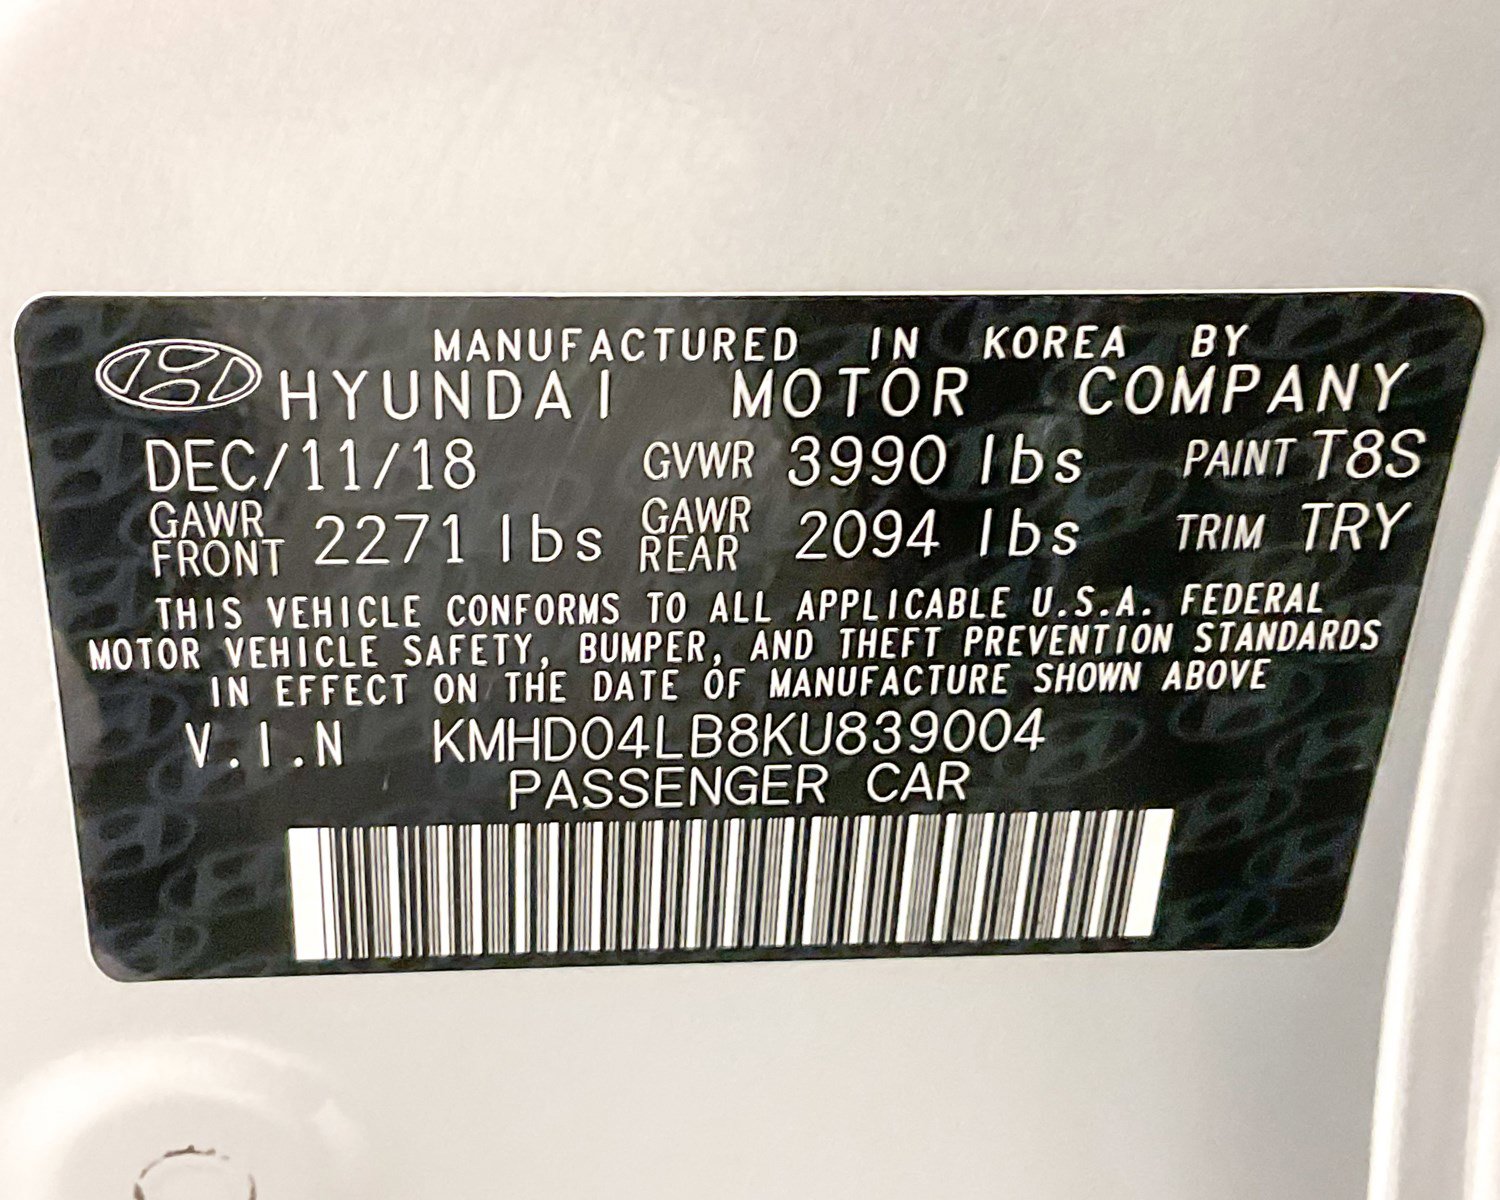 MANUFACTURED IN KOREA BY
HYUNDAI MOTOR COMPANY
DEC/11/18 GVWR 3990 lbs PAINT T8S
GAWR FRONT 2271 lbs GAWR REAR 2094 lbs TRIM TRY
THIS VEHICLE CONFORMS TO ALL APPLICABLE U.S.A. FEDERAL
MOTOR VEHICLE SAFETY, BUMPER, AND THEFT PREVENTION STANDARDS
IN EFFECT ON THE DATE OF MANUFACTURE SHOWN ABOVE
V.I.N KMHD04LB8KU839004
PASSENGER CAR